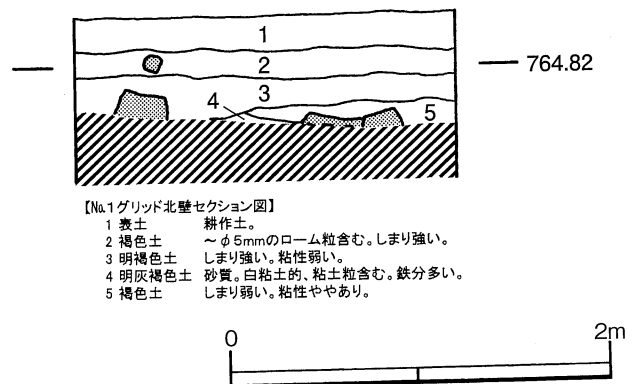 1
2
764.82
3
4
5
【No.1グリッド北壁セクション図】
1 表土 耕作土。
2 褐色土 ～φ5mmのローム粒含む。しまり強い。
3 明褐色土 しまり強い。粘性弱い。
4 明灰褐色土 砂質。白粘土的、粘土粒含む。鉄分多い。
5 褐色土 しまり弱い。粘性ややあり。
0 2m